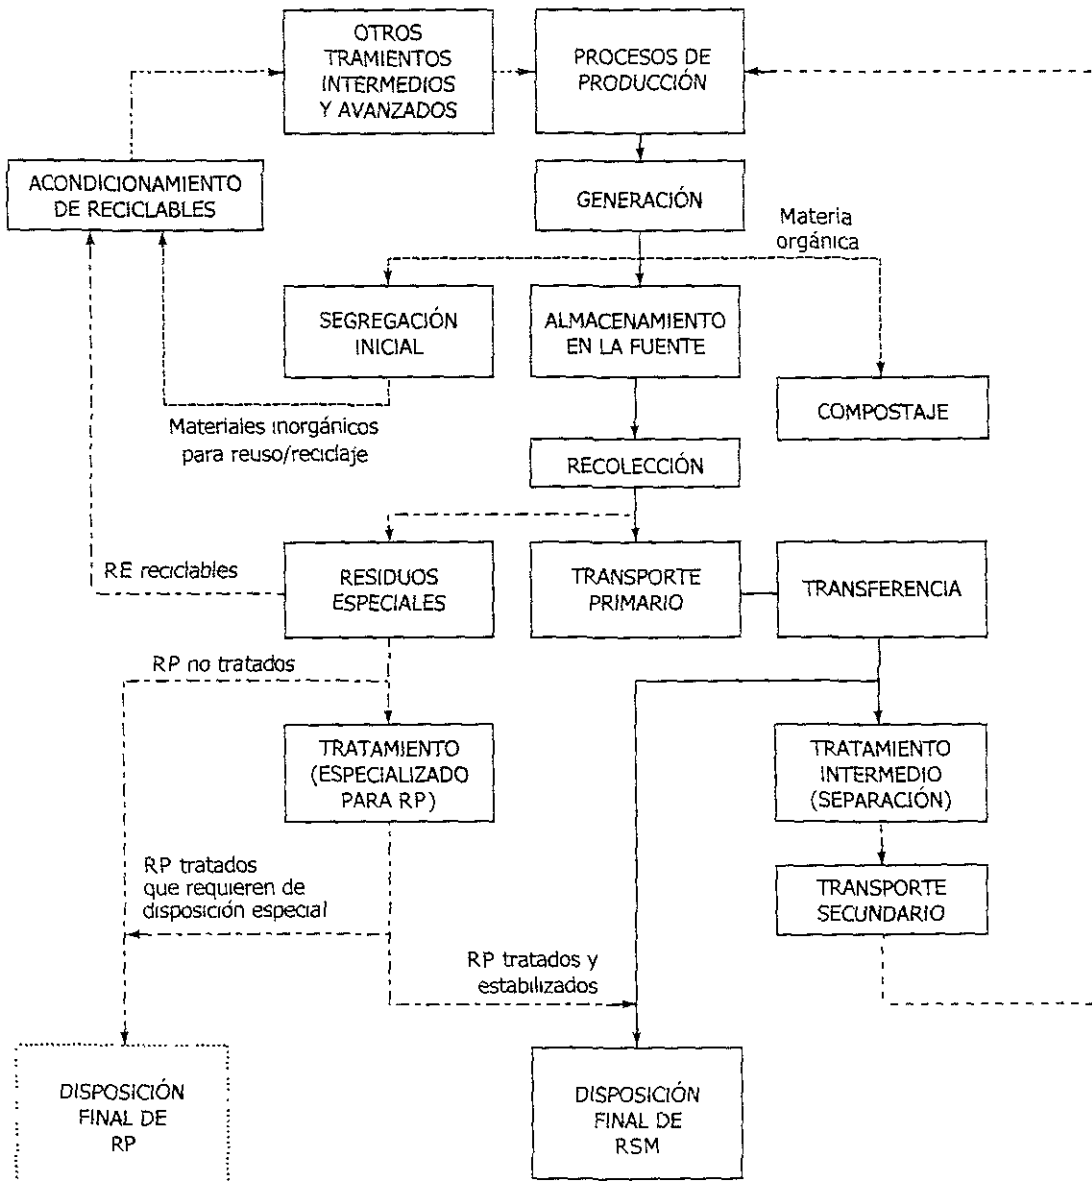 OTROS
TRAMIENTOS
INTERMEDIOS
Y AVANZADOS
PROCESOS DE
PRODUCCIÓN
ACONDICIONAMIENTO
DE RECICLABLES
GENERACIÓN
Materia
orgánica
SEGREGACIÓN
INICIAL
ALMACENAMIENTO
EN LA FUENTE
COMPOSTAJE
Materiales inorgánicos
para reuso/reciclaje
RECOLECCIÓN
RE reciclables
RESIDUOS
ESPECIALES
TRANSPORTE
PRIMARIO
TRANSFERENCIA
RP no tratados
TRATAMIENTO
(ESPECIALIZADO
PARA RP)
TRATAMIENTO
INTERMEDIO
(SEPARACIÓN)
RP tratados
que requieren de
disposición especial
TRANSPORTE
SECUNDARIO
RP tratados y
estabilizados
DISPOSICIÓN
FINAL DE
RP
DISPOSICIÓN
FINAL DE
RSM